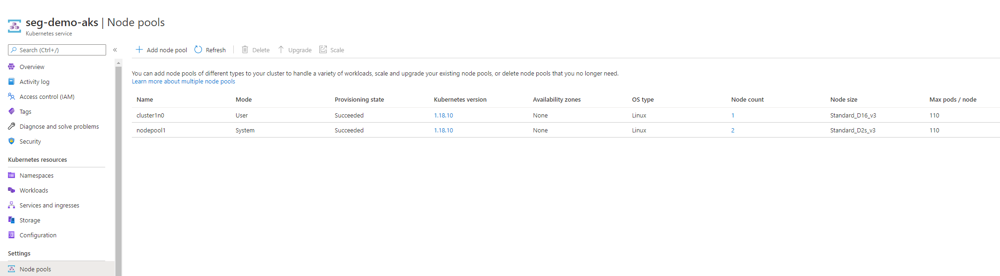 seg-demo-aks | Node pools
Kubernetes service
Search (Ctrl+/)
«
Overview
Activity log
Access control (IAM)
Tags
Diagnose and solve problems
Security
Kubernetes resources
Namespaces
Workloads
Services and ingresses
Storage
Configuration
Settings
Node pools
Add node pool Refresh Delete Upgrade Scale
You can add node pools of different types to your cluster to handle a variety of workloads, scale and upgrade your existing node pools, or delete node pools that you no longer need.
Learn more about multiple node pools
Name Mode Provisioning state Kubernetes version Availability zones OS type Node count Node size Max pods / node
cluster1n0 User Succeeded 1.18.10 None Linux 1 Standard_D16_v3 110
nodepool1 System Succeeded 1.18.10 None Linux 2 Standard_D2s_v3 110